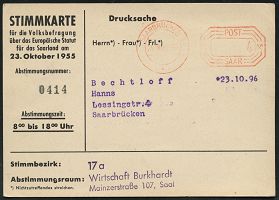 STIMMKARTE
für die Volksbefragung
über das Europäische Statut
für das Saarland am
23. Oktober 1955
Abstimmungsnummer:
0414
Abstimmungszeit:
8⁰⁰ bis 18⁰⁰ Uhr
Drucksache
Herrn*) - Frau*) - Frl.*)
POST
SAAR
Bechtloff *23.10.96
Hanns
Lessingstr.
Saarbrücken
Stimmbezirk: 17a
Abstimmungsraum: Wirtschaft Burkhardt
*) Nichtzutreffendes streichen. Mainzerstraße 107, Saal